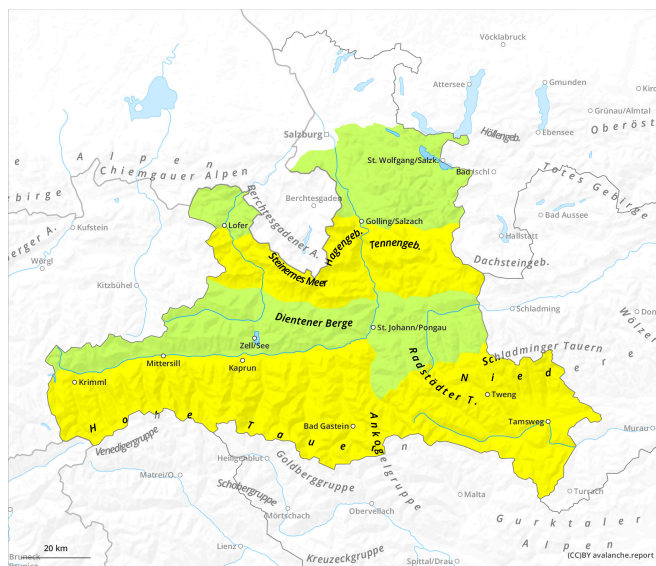 Vöcklabruck
Attersee
Gmunden
Kirc
Grünau/Almtal
Salzburg
Höllengeb.
Ebensee
Oberöst
Alpen
Chiemgauer Alpen
St. Wolfgang/Salzk.
Bad Ischl
Totes Gebirge
ebirge
Berchtesgaden
Berchtesgadener A.
Bad Aussee
Kufstein
Lofer
Golling/Salzach
Hagengeb.
Tennengeb.
Hallstatt
erger A.
Wörgl
Steinernes Meer
Dachsteingeb.
Kitzbühel
Dientener Berge
St. Johann/Pongau
Schladming
Wölzer
Don
Zell/See
Mittersill
Kaprun
Radstädter T.
Schladminger Tauern
Nied
ere
Krimml
Tweng
Hohe Tauern
Bad Gastein
Ankogelgruppe
Tamsweg
Murau
Venedigergruppe
Heiligenblut
Goldberggruppe
Matrei/O.
Schobergruppe
Mörtschach
Obervellach
Malta
Turrach
Gurktaler
Alpen
20 km
Lienz
Kreuzeckgruppe
Spittal/Drau
Bruneck
(CC)BY avalanche.report